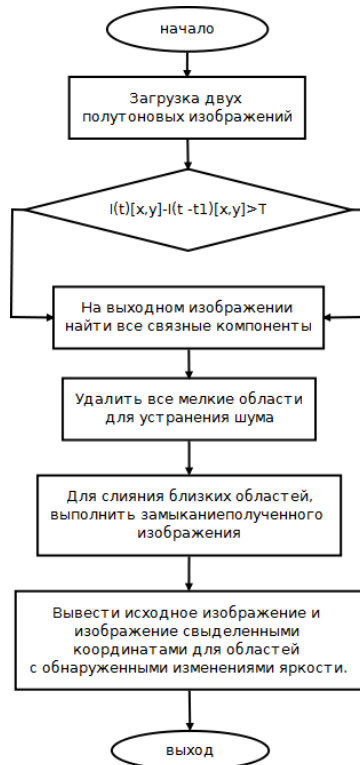 начало
Загрузка двух
полутоновых изображений
I(t)[x,y]-I(t -t1)[x,y]>T
На выходном изображении
найти все связные компоненты
Удалить все мелкие области
для устранения шума
Для слияния близких областей,
выполнить замыканиеполученного
изображения
Вывести исходное изображение и
изображение свыделенными
координатами для областей
с обнаруженными изменениями яркости.
выход